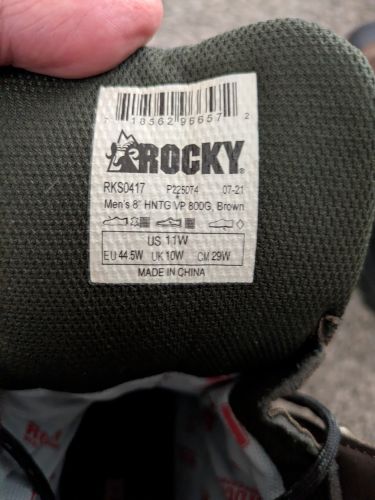 7 18562 96657 2
ROCKY®
RKS0417 P225074 07-21
Men's 8" HNTG VP 800G, Brown
US 11W
EU 44.5W UK 10W CM 29W
MADE IN CHINA